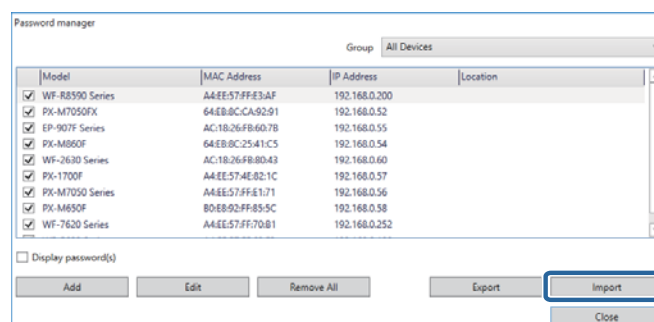 Password manager
Group All Devices
Model MAC Address IP Address Location
WF-R8590 Series A4:EE:57:FF:E3:AF 192.168.0.200
PX-M7050FX 64:EB:8C:CA:92:91 192.168.0.52
EP-907F Series AC:18:26:FB:60:7B 192.168.0.55
PX-M860F 64:EB:8C:25:41:C5 192.168.0.54
WF-2630 Series AC:18:26:FB:80:43 192.168.0.60
PX-1700F A4:EE:57:4E:82:1C 192.168.0.57
PX-M7050 Series A4:EE:57:FF:E1:71 192.168.0.56
PX-M650F B0:E8:92:FF:85:5C 192.168.0.58
WF-7620 Series A4:EE:57:FF:70:B1 192.168.0.252
Display password(s)
Add Edit Remove All Export Import
Close